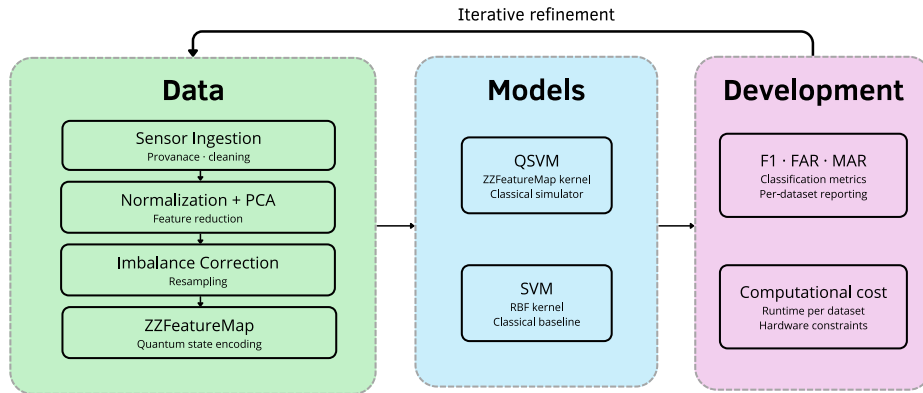 Iterative refinement
Data
Sensor Ingestion
Provanace · cleaning
Normalization + PCA
Feature reduction
Imbalance Correction
Resampling
ZZFeatureMap
Quantum state encoding
Models
QSVM
ZZFeatureMap kernel
Classical simulator
SVM
RBF kernel
Classical baseline
Development
F1 · FAR · MAR
Classification metrics
Per-dataset reporting
Computational cost
Runtime per dataset
Hardware constraints